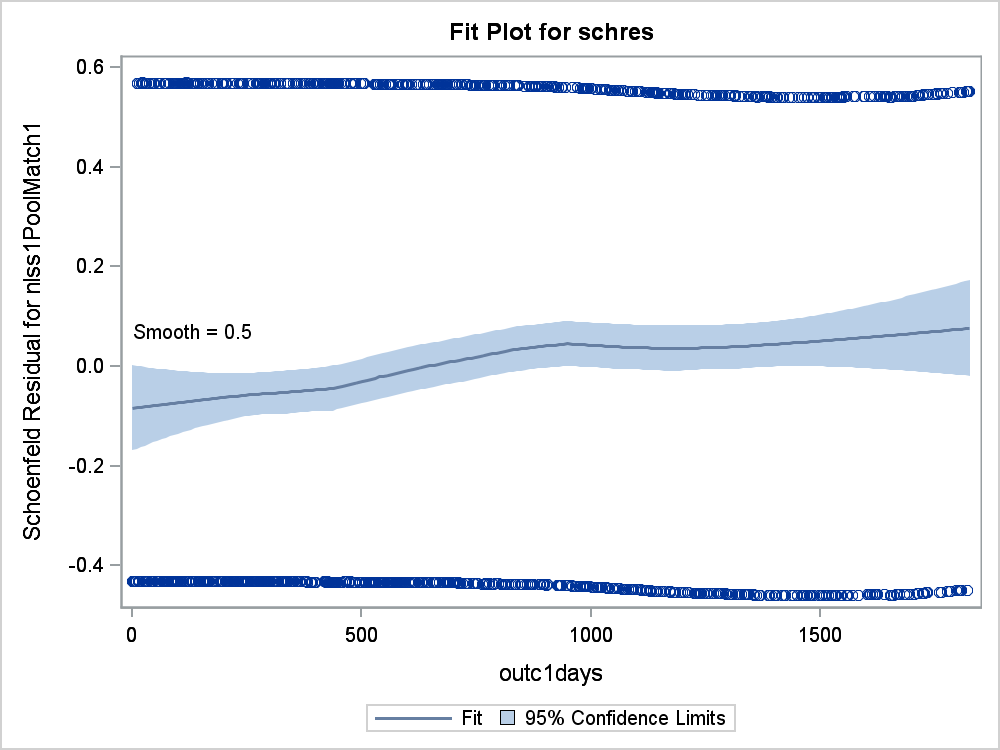 Fit Plot for schres
Schoenfeld Residual for nlss1PoolMatch1
0.6
0.4
0.2
0.0
-0.2
-0.4
Smooth = 0.5
0 500 1000 1500
outc1days
Fit 95% Confidence Limits